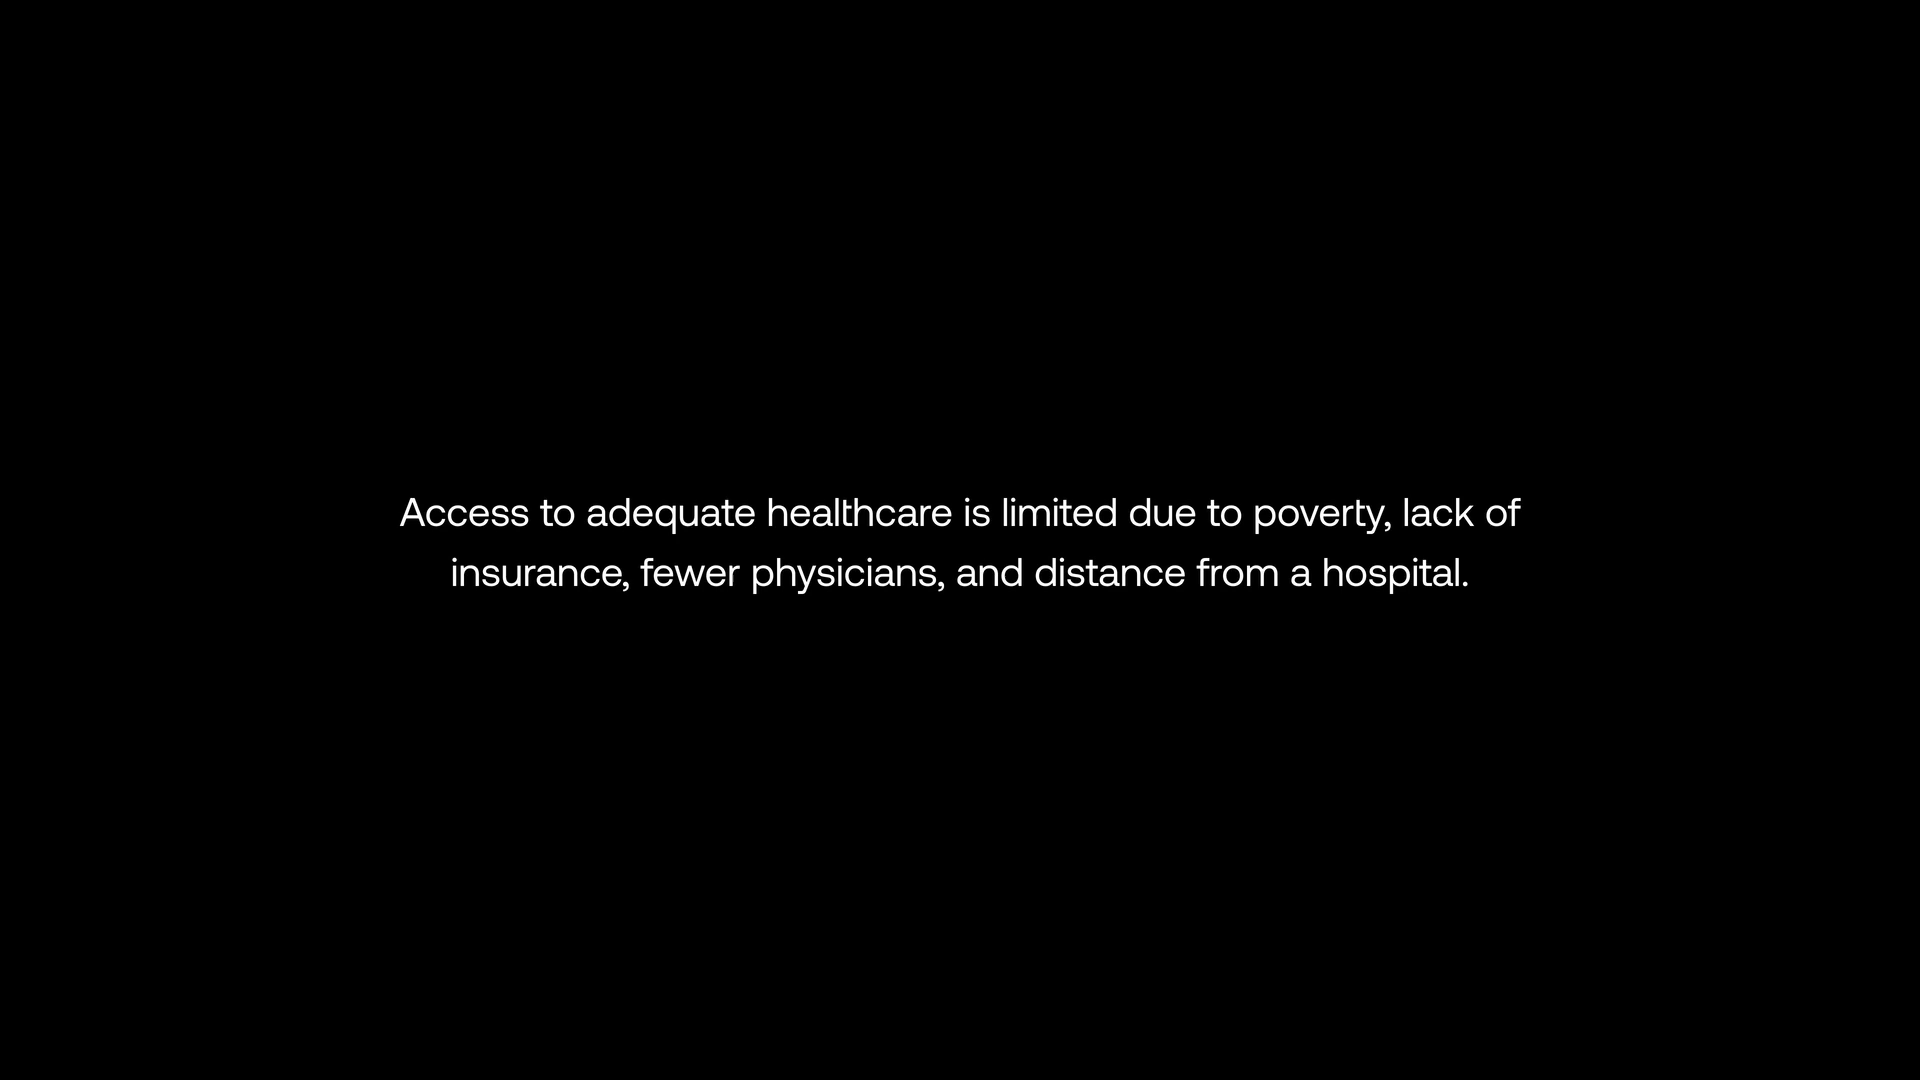 Access to adequate healthcare is limited due to poverty, lack of
insurance, fewer physicians, and distance from a hospital.